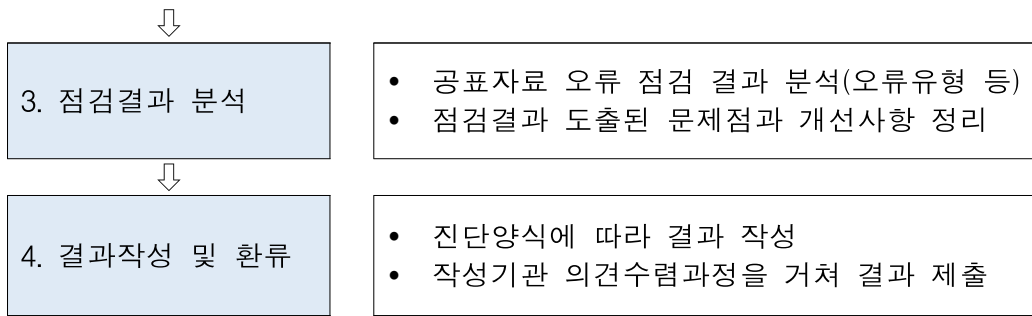 3. 점검결과 분석
• 공표자료 오류 점검 결과 분석(오류유형 등)
• 점검결과 도출된 문제점과 개선사항 정리
4. 결과작성 및 환류
• 진단양식에 따라 결과 작성
• 작성기관 의견수렴과정을 거쳐 결과 제출